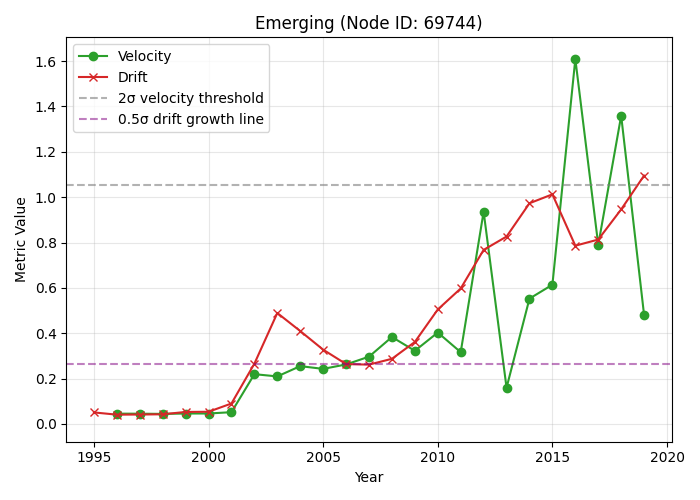 Emerging (Node ID: 69744)
Velocity
Drift
2σ velocity threshold
0.5σ drift growth line
Metric Value
1.6
1.4
1.2
1.0
0.8
0.6
0.4
0.2
0.0
1995 2000 2005 2010 2015 2020
Year